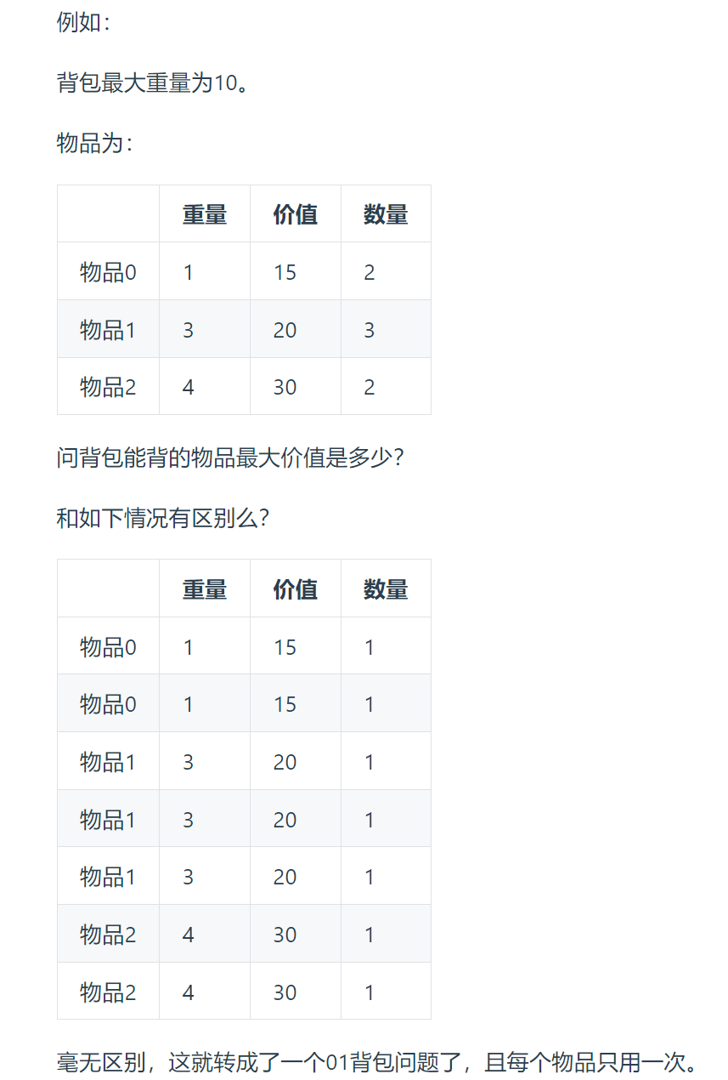 例如：
背包最大重量为10。
物品为：
重量 价值 数量
物品0 1 15 2
物品1 3 20 3
物品2 4 30 2
问背包能背的物品最大价值是多少？
和如下情况有区别么？
重量 价值 数量
物品0 1 15 1
物品0 1 15 1
物品1 3 20 1
物品1 3 20 1
物品1 3 20 1
物品2 4 30 1
物品2 4 30 1
毫无区别，这就转成了一个01背包问题了，且每个物品只用一次。